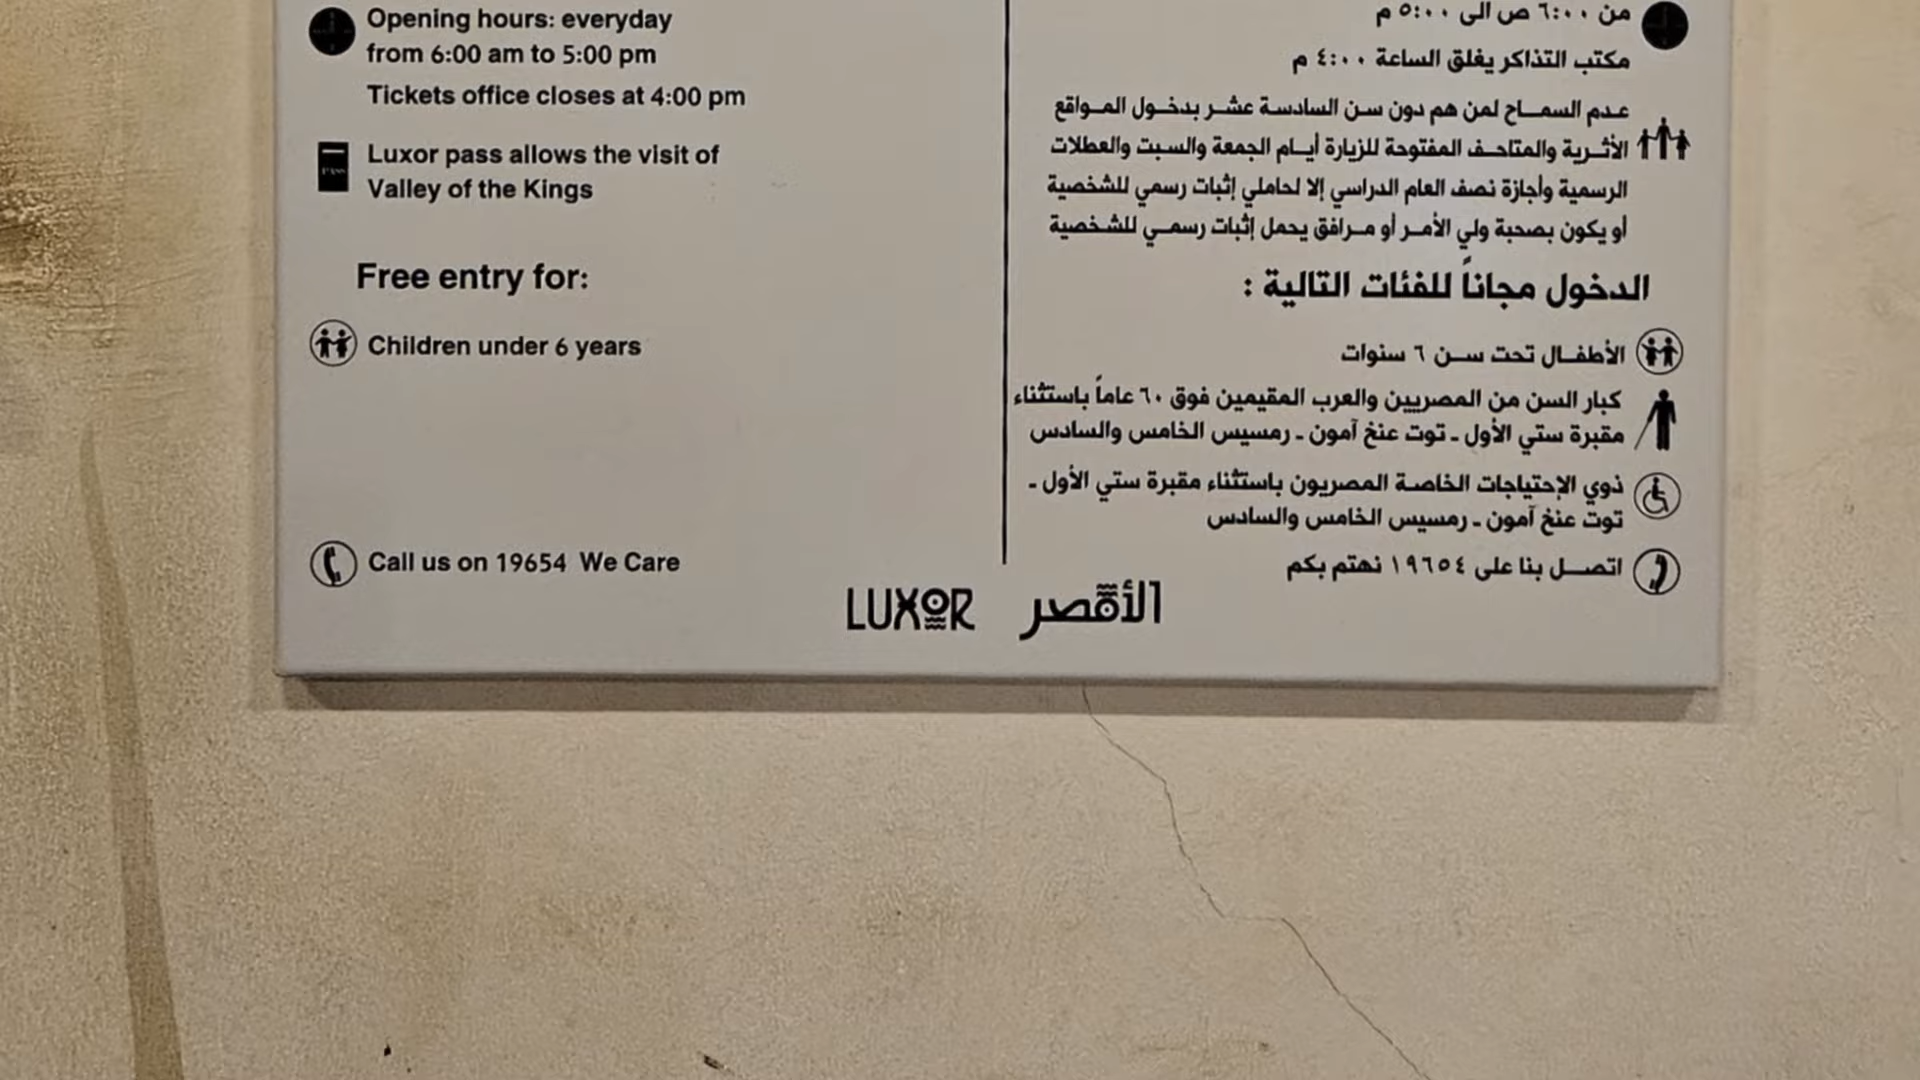 Opening hours: everyday
from 6:00 am to 5:00 pm
Tickets office closes at 4:00 pm
PASS
Luxor pass allows the visit of
Valley of the Kings
Free entry for:
Children under 6 years
Call us on 19654 We Care
من ٦:٠٠ ص الى ٥:٠٠ م
مكتب التذاكر يغلق الساعة ٤:٠٠ م
عدم السماح لمن هم دون سن السادسة عشر بدخول المواقع
الأثرية والمتاحف المفتوحة للزيارة أيام الجمعة والسبت والعطلات
الرسمية وأجازة نصف العام الدراسي إلا لحاملي إثبات رسمي للشخصية
أو يكون بصحبة ولي الأمر أو مرافق يحمل إثبات رسمي للشخصية
الدخول مجاناً للفئات التالية :
الأطفال تحت سن ٦ سنوات
كبار السن من المصريين والعرب المقيمين فوق ٦٠ عاماً باستثناء
مقبرة ستي الأول - توت عنخ آمون - رمسيس الخامس والسادس
ذوي الإحتياجات الخاصة المصريون باستثناء مقبرة ستي الأول -
توت عنخ آمون - رمسيس الخامس والسادس
اتصل بنا على ١٩٦٥٤ نهتم بكم
LUXOR الأقصر